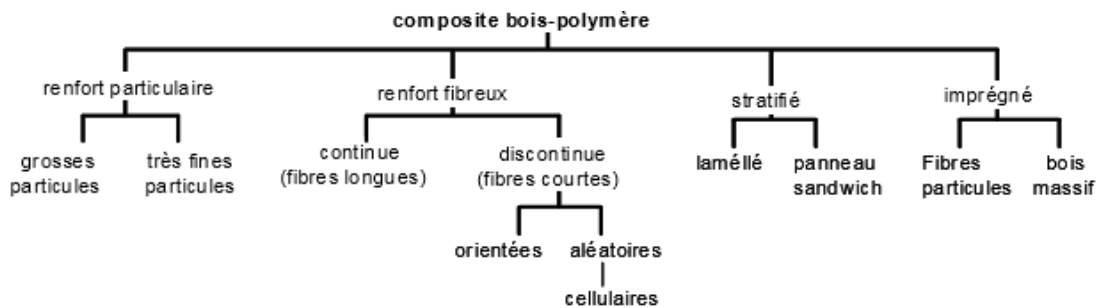 composite bois-polymère
renfort particulaire
renfort fibreux
stratifié
imprégné
grosses
particules
très fines
particules
continue
(fibres longues)
discontinue
(fibres courtes)
laméllé
panneau
sandwich
Fibres
particules
bois
massif
orientées
aléatoires
cellulaires